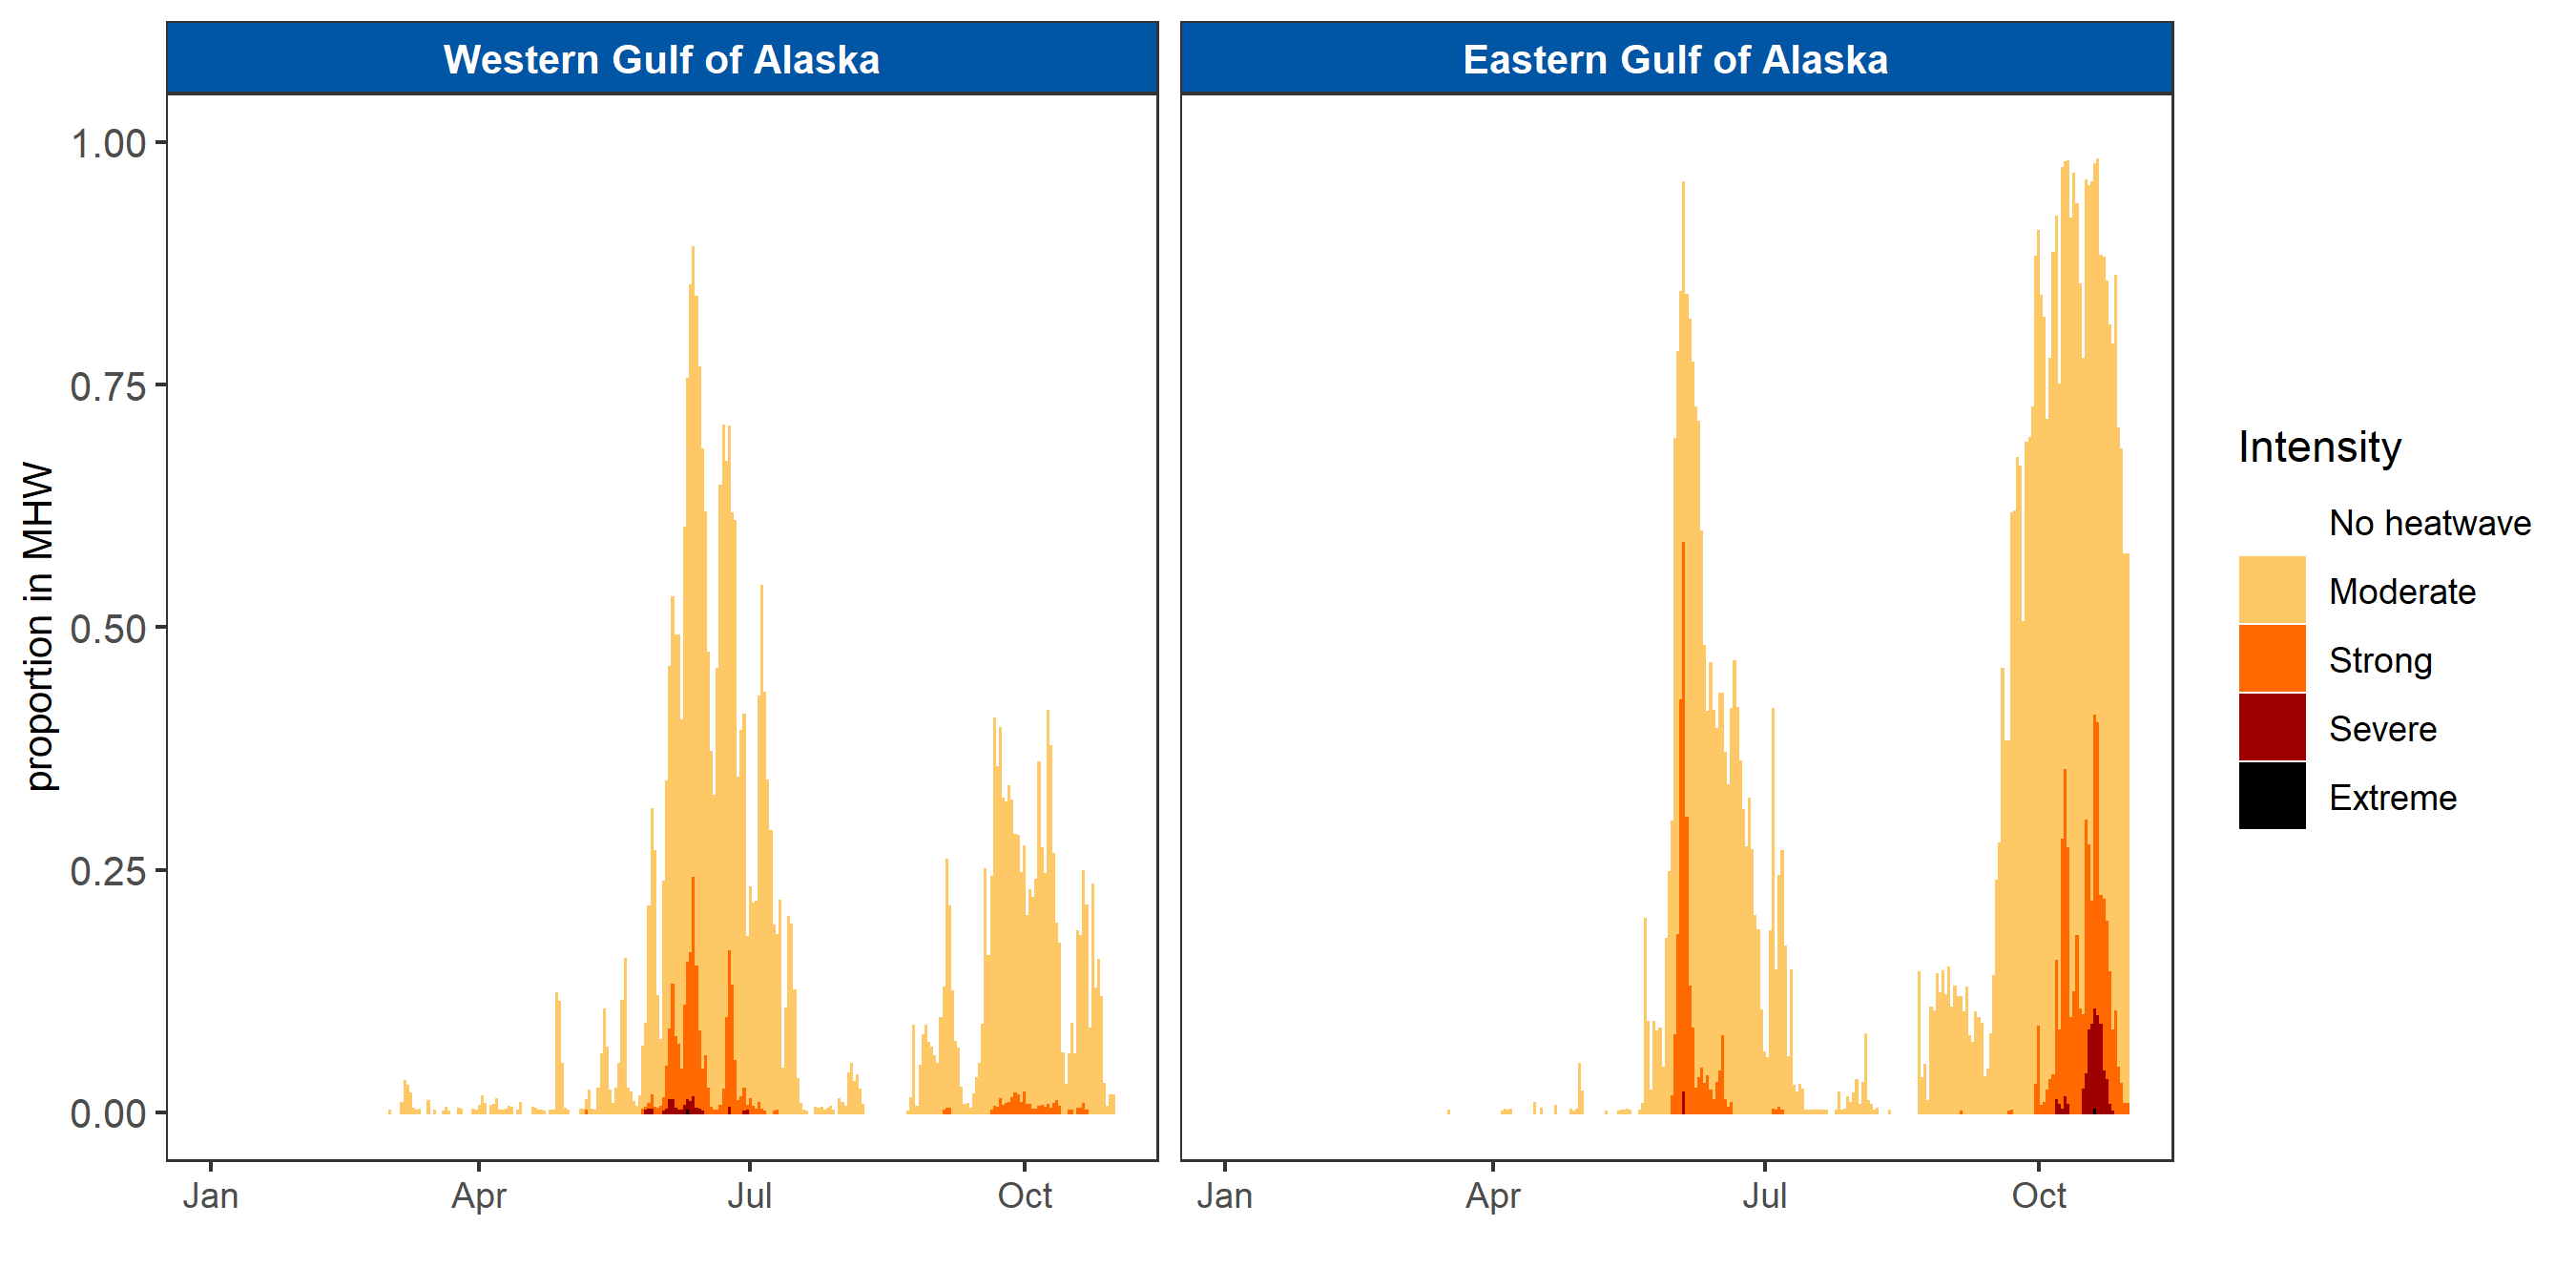 Western Gulf of Alaska
Eastern Gulf of Alaska
proportion in MHW
1.00
0.75
0.50
0.25
0.00
Jan
Apr
Jul
Oct
Jan
Apr
Jul
Oct
Intensity
No heatwave
Moderate
Strong
Severe
Extreme